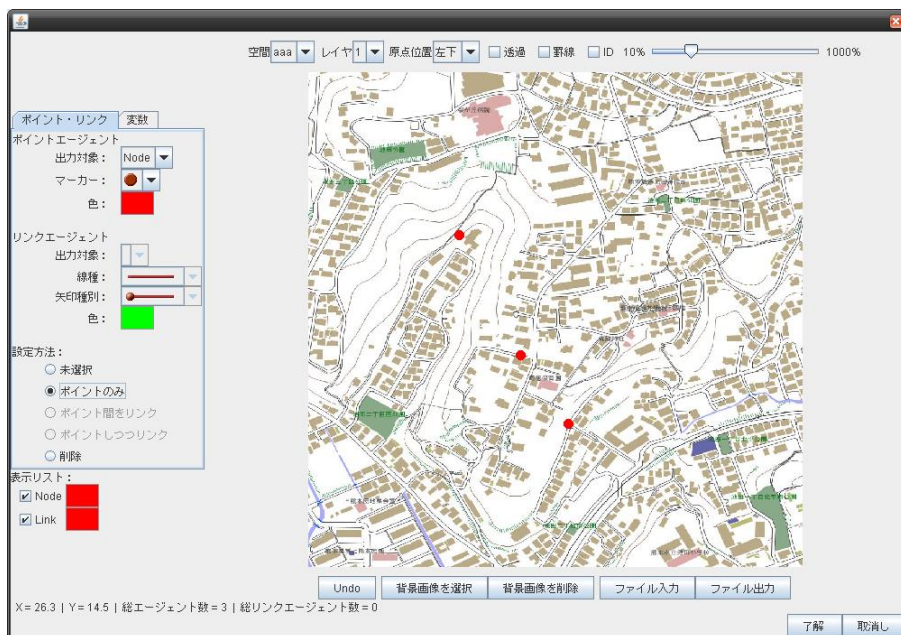 空間 aaa レイヤ 1 原点位置 左下 透過 罫線 ID 10% 1000%
ポイント・リンク 変数
ポイントエージェント
出力対象： Node
マーカー：
色：
リンクエージェント
出力対象：
線種：
矢印種別：
色：
設定方法：
未選択
ポイントのみ
ポイント間をリンク
ポイントしつつリンク
削除
表示リスト：
Node
Link
Undo 背景画像を選択 背景画像を削除 ファイル入力 ファイル出力
X = 26.3 | Y = 14.5 | 総エージェント数 = 3 | 総リンクエージェント数 = 0
了解 取消し